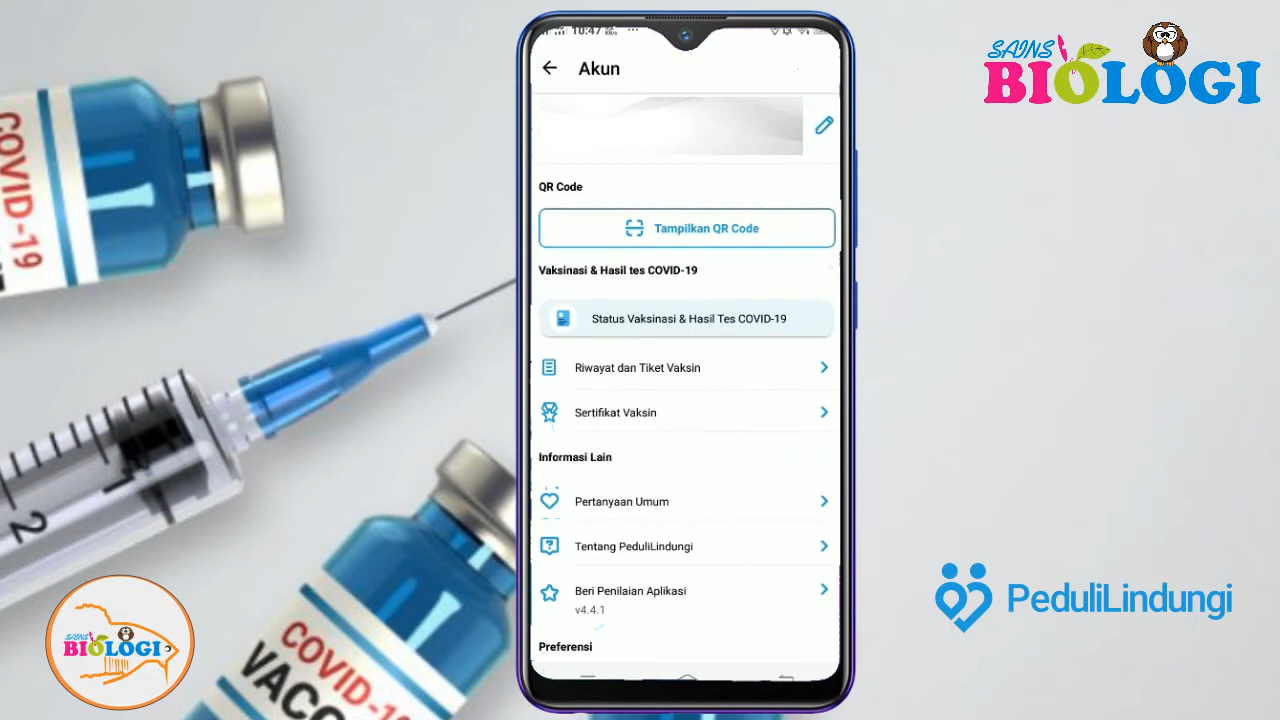 COVID-19
10:47
Akun
QR Code
Tampilkan QR Code
Vaksinasi & Hasil tes COVID-19
Status Vaksinasi & Hasil Tes COVID-19
Riwayat dan Tiket Vaksin
Sertifikat Vaksin
Informasi Lain
Pertanyaan Umum
Tentang PeduliLindungi
Beri Penilaian Aplikasi
v4.4.1
Preferensi
SAINS
BIOLOGI
PeduliLindungi
2
SAINS
BIOLOGI
COVID-19